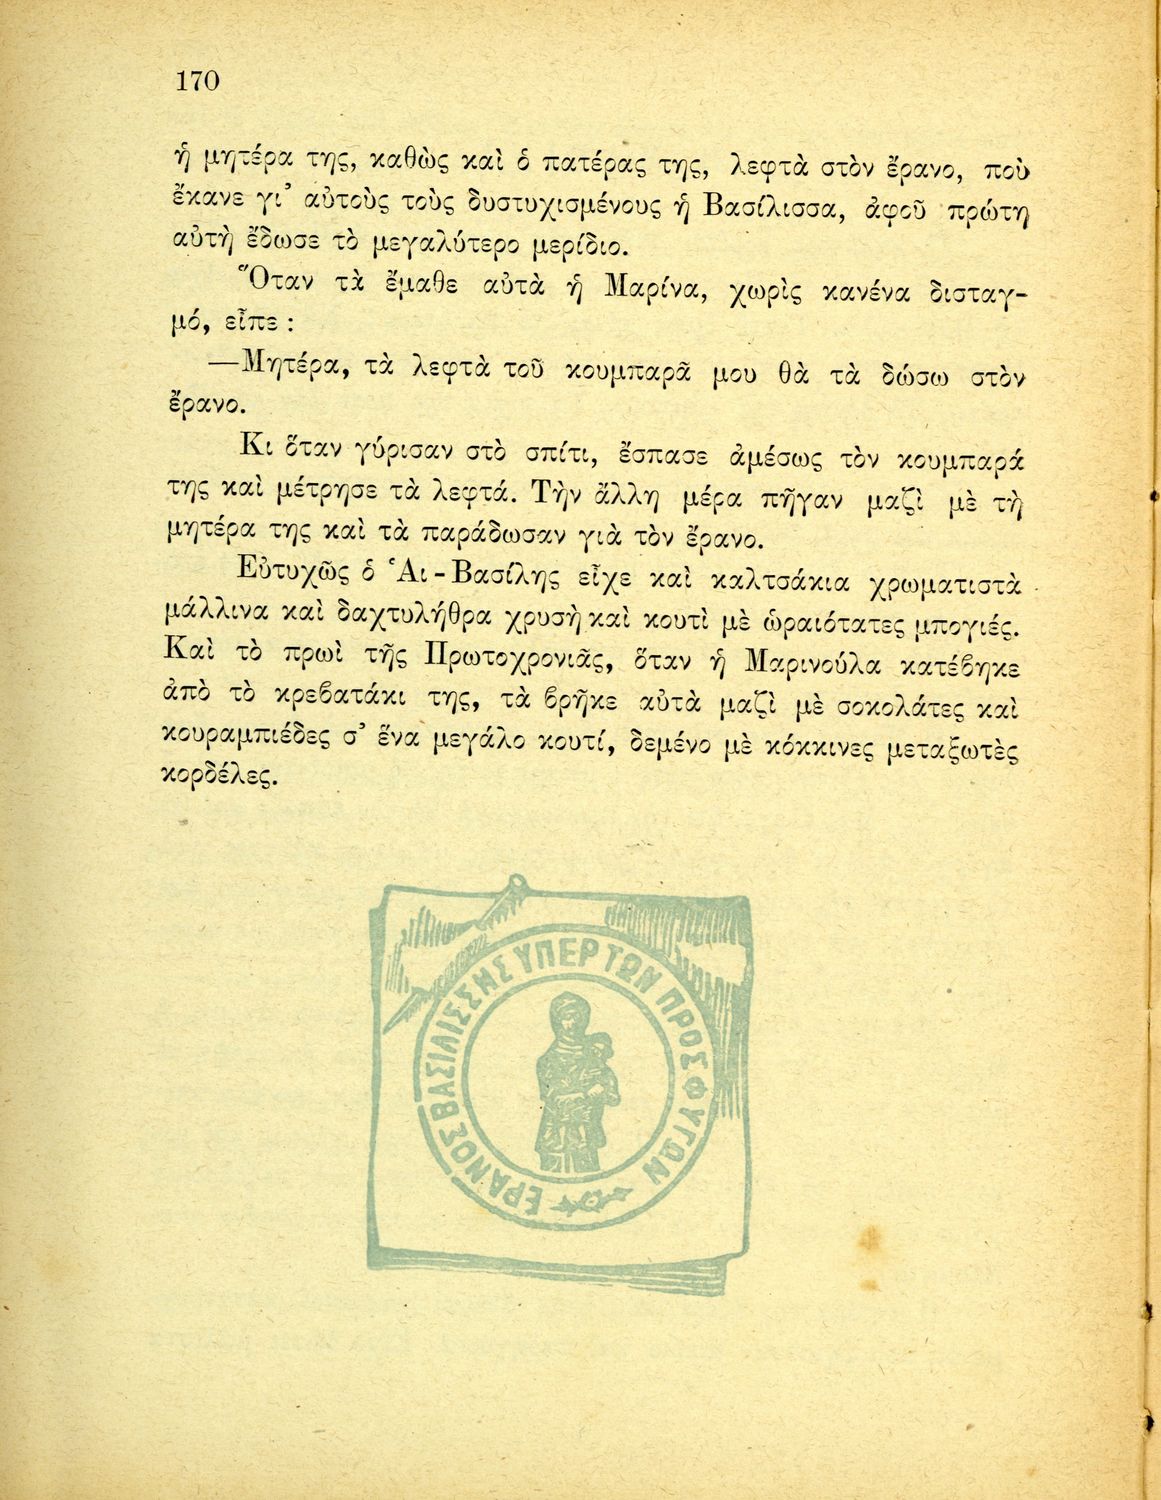 170
ἡ μητέρα της, καθὼς καὶ ὁ πατέρας της, λεφτὰ στὸν ἔρανο, ποὺ
ἔκανε γι᾽ αὐτοὺς τοὺς δυστυχισμένους ἡ Βασίλισσα, ἀφοῦ πρώτη
αὐτὴ ἔδωσε τὸ μεγαλύτερο μερίδιο.
Ὅταν τὰ ἔμαθε αὐτὰ ἡ Μαρίνα, χωρὶς κανένα δισταγ-
μό, εἶπε :
—Μητέρα, τὰ λεφτὰ τοῦ κουμπαρᾶ μου θὰ τὰ δώσω στὸν
ἔρανο.
Κι ὅταν γύρισαν στὸ σπίτι, ἔσπασε ἀμέσως τὸν κουμπαρά
της καὶ μέτρησε τὰ λεφτά. Τὴν ἄλλη μέρα πῆγαν μαζὶ μὲ τὴ
μητέρα της καὶ τὰ παράδωσαν γιὰ τὸν ἔρανο.
Εὐτυχῶς ὁ Ἁι-Βασίλης εἶχε καὶ καλτσάκια χρωματιστὰ
μάλλινα καὶ δαχτυλήθρα χρυσὴ καὶ κουτὶ μὲ ὡραιότατες μπογιές.
Καὶ τὸ πρωὶ τῆς Πρωτοχρονιᾶς, ὅταν ἡ Μαρινούλα κατέβηκε
ἀπὸ τὸ κρεβατάκι της, τὰ βρῆκε αὐτὰ μαζὶ μὲ σοκολάτες καὶ
κουραμπιέδες σ᾽ ἕνα μεγάλο κουτί, δεμένο μὲ κόκκινες μεταξωτὲς
κορδέλες.
ΕΡΑΝΟΣ ΒΑΣΙΛΙΣΣΗΣ ΥΠΕΡ ΤΩΝ ΠΡΟΣΦΥΓΩΝ